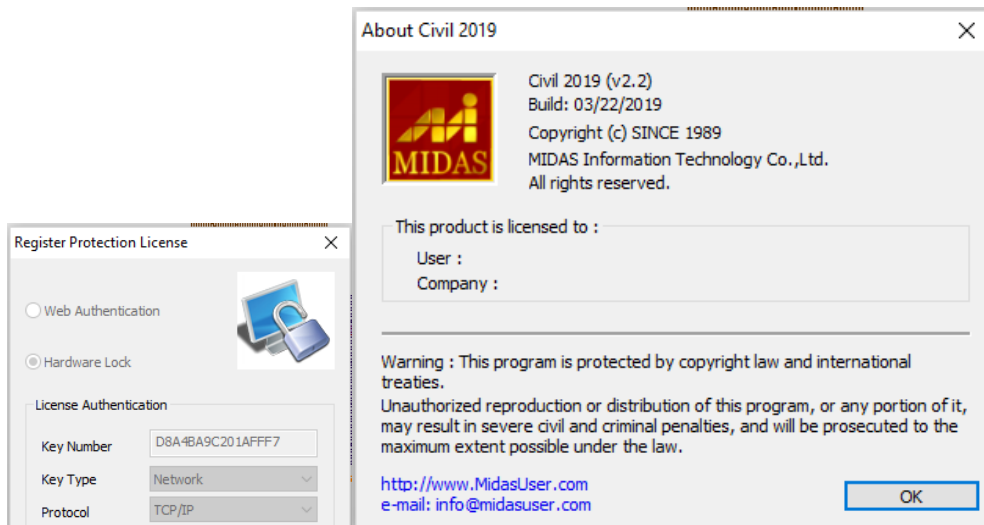 About Civil 2019
MIDAS
Civil 2019 (v2.2)
Build: 03/22/2019
Copyright (c) SINCE 1989
MIDAS Information Technology Co.,Ltd.
All rights reserved.
This product is licensed to :
User :
Company :
Warning : This program is protected by copyright law and international
treaties.
Unauthorized reproduction or distribution of this program, or any portion of it,
may result in severe civil and criminal penalties, and will be prosecuted to the
maximum extent possible under the law.
http://www.MidasUser.com
e-mail: info@midasuser.com
OK
Register Protection License
Web Authentication
Hardware Lock
License Authentication
Key Number D8A4BA9C201AFFF7
Key Type Network
Protocol TCP/IP